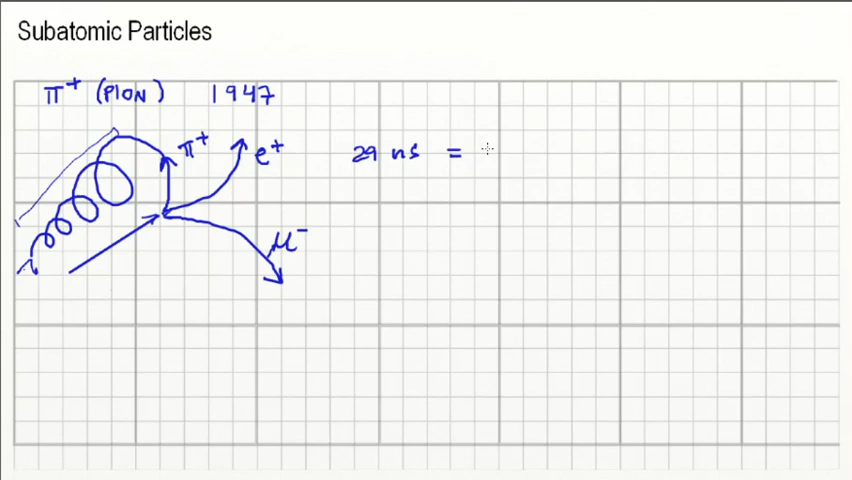 Subatomic Particles
π⁺ (PION) 1947
π⁺
e⁺
29 ns =
μ⁻